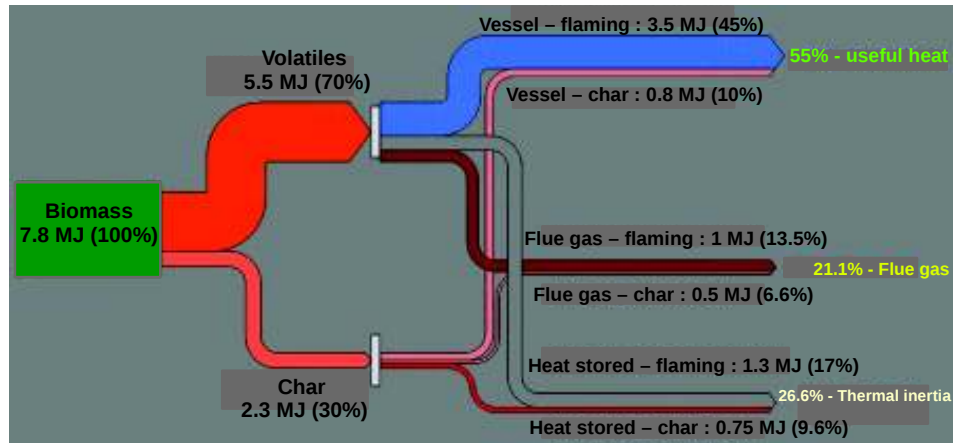 Vessel – flaming : 3.5 MJ (45%)
Volatiles
5.5 MJ (70%)
55% - useful heat
Vessel – char : 0.8 MJ (10%)
Biomass
7.8 MJ (100%)
Flue gas – flaming : 1 MJ (13.5%)
21.1% - Flue gas
Flue gas – char : 0.5 MJ (6.6%)
Heat stored – flaming : 1.3 MJ (17%)
Char
2.3 MJ (30%)
26.6% - Thermal inertia
Heat stored – char : 0.75 MJ (9.6%)